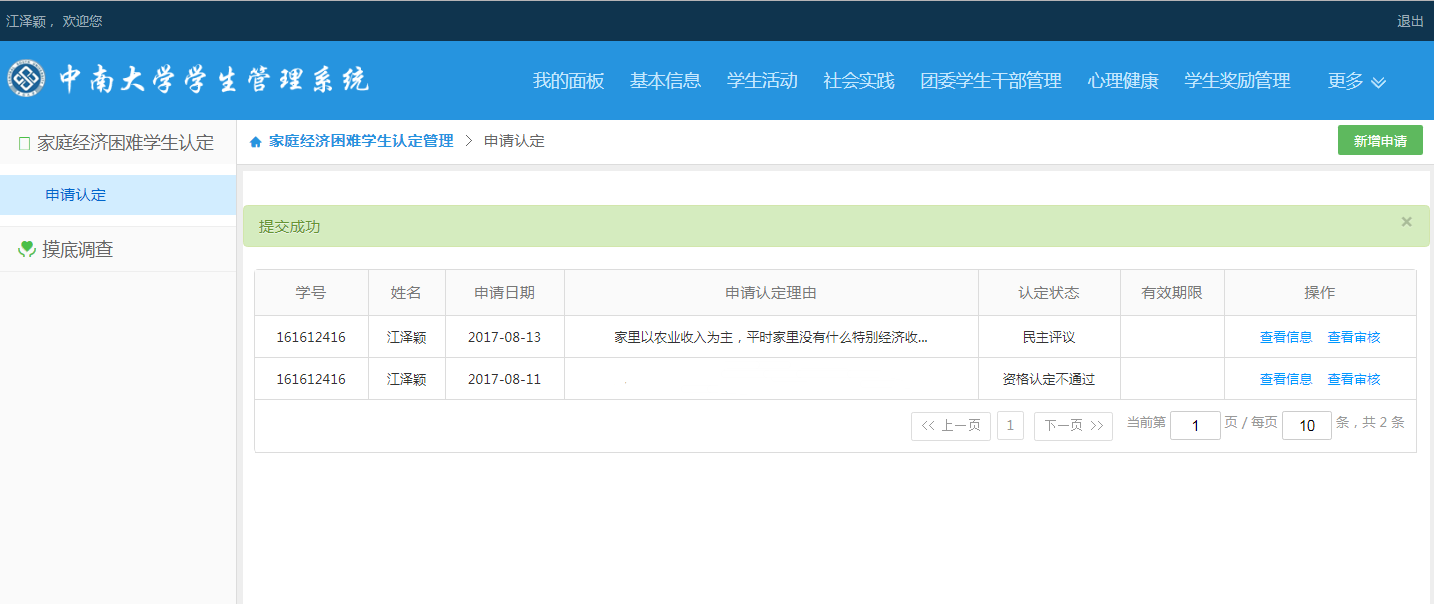 江泽颖， 欢迎您 退出
中南大学学生管理系统 我的面板 基本信息 学生活动 社会实践 团委学生干部管理 心理健康 学生奖励管理 更多
家庭经济困难学生认定
申请认定
摸底调查
家庭经济困难学生认定管理 > 申请认定 新增申请
提交成功 ×
学号 姓名 申请日期 申请认定理由 认定状态 有效期限 操作
161612416 江泽颖 2017-08-13 家里以农业收入为主，平时家里没有什么特别经济收... 民主评议 查看信息 查看审核
161612416 江泽颖 2017-08-11 . 资格认定不通过 查看信息 查看审核
<< 上一页 1 下一页 >> 当前第 1 页 / 每页 10 条，共 2 条